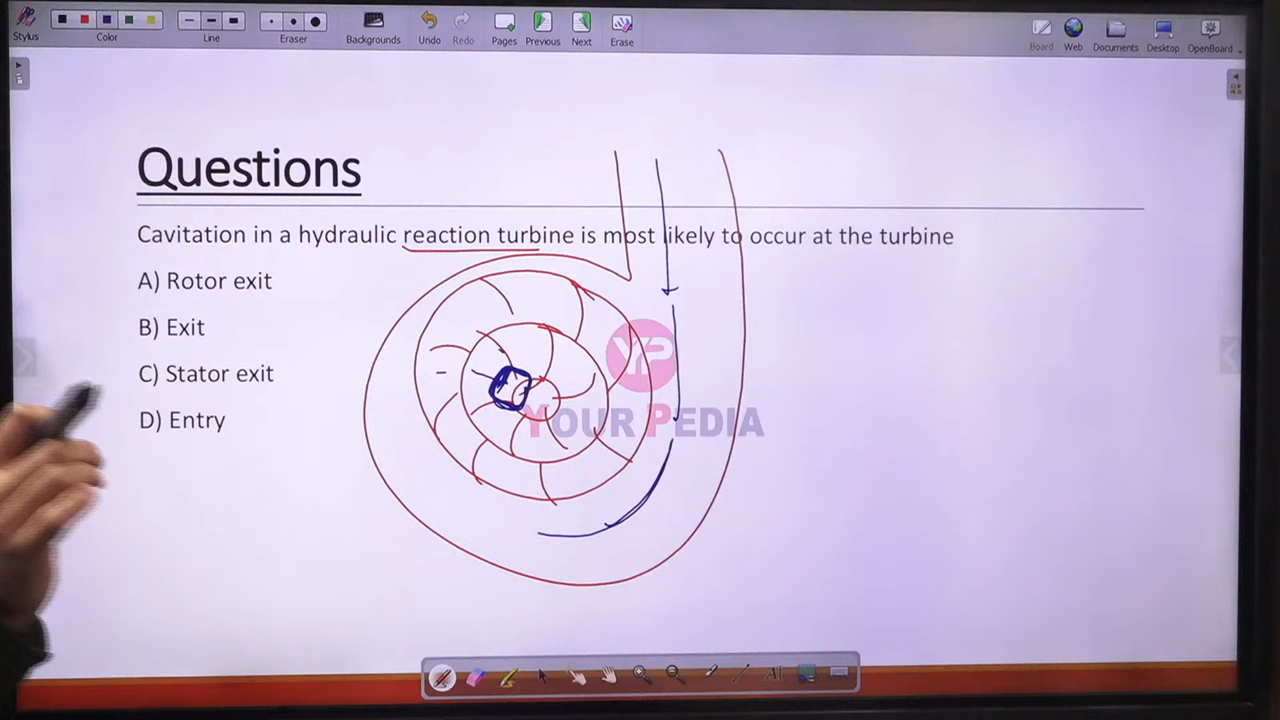 Stylus
Color
Line
Eraser
Backgrounds
Undo
Redo
Pages
Previous
Next
Erase
Board
Web
Documents
Desktop
OpenBoard
Questions
Cavitation in a hydraulic reaction turbine is most likely to occur at the turbine
A) Rotor exit
B) Exit
C) Stator exit
D) Entry
YP
YOUR PEDIA
AI